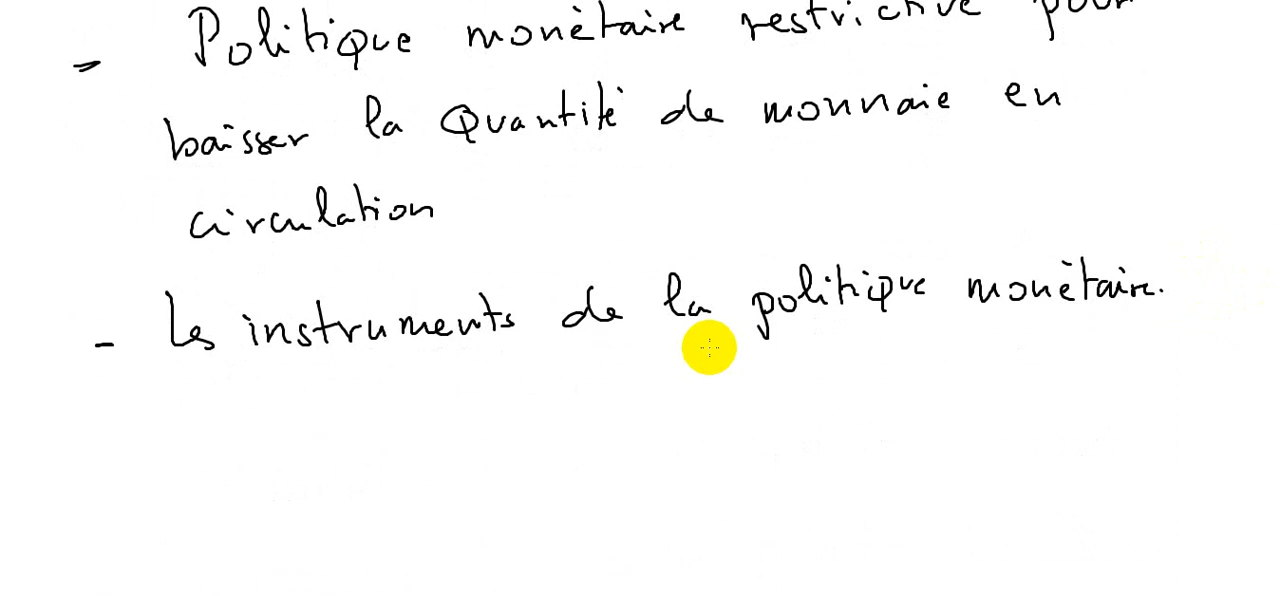 = Politique monètaire restrictive pour
baisser la Quantité de monnaie en
circulation
- Les instruments de la politique monètaire.